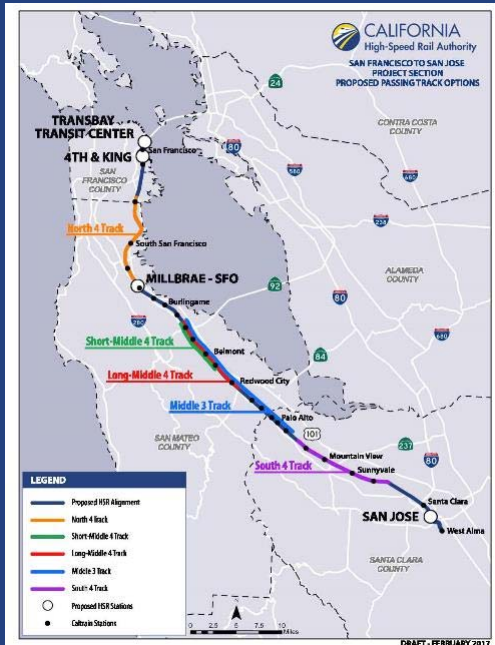 CALIFORNIA
High-Speed Rail Authority
SAN FRANCISCO TO SAN JOSE
PROJECT SECTION
PROPOSED PASSING TRACK OPTIONS
24
TRANSBAY
TRANSIT CENTER
San Francisco
4TH & KING
80
CONTRA COSTA
COUNTY
SAN
FRANCISCO
COUNTY
North 4 Track
South San Francisco
MILLBRAE - SFO
ALAMEDA
COUNTY
92
80
Burlingame
Short-Middle 4 Track
Belmont
84
Long-Middle 4 Track
Redwood City
Middle 3 Track
Palo Alto
101
SAN MATEO
COUNTY
237
80
Mountain View
South 4 Track
Sunnyvale
Santa Clara
SAN JOSE
West Alma
SANTA CLARA
COUNTY
LEGEND
Proposed HSR Alignment
North 4 Track
Short-Middle 4 Track
Long-Middle 4 Track
Middle 3 Track
South 4 Track
Proposed HSR Stations
Caltrain Stations
0 2.5 5 7.5 10
Miles
DRAFT - FEBRUARY 2017